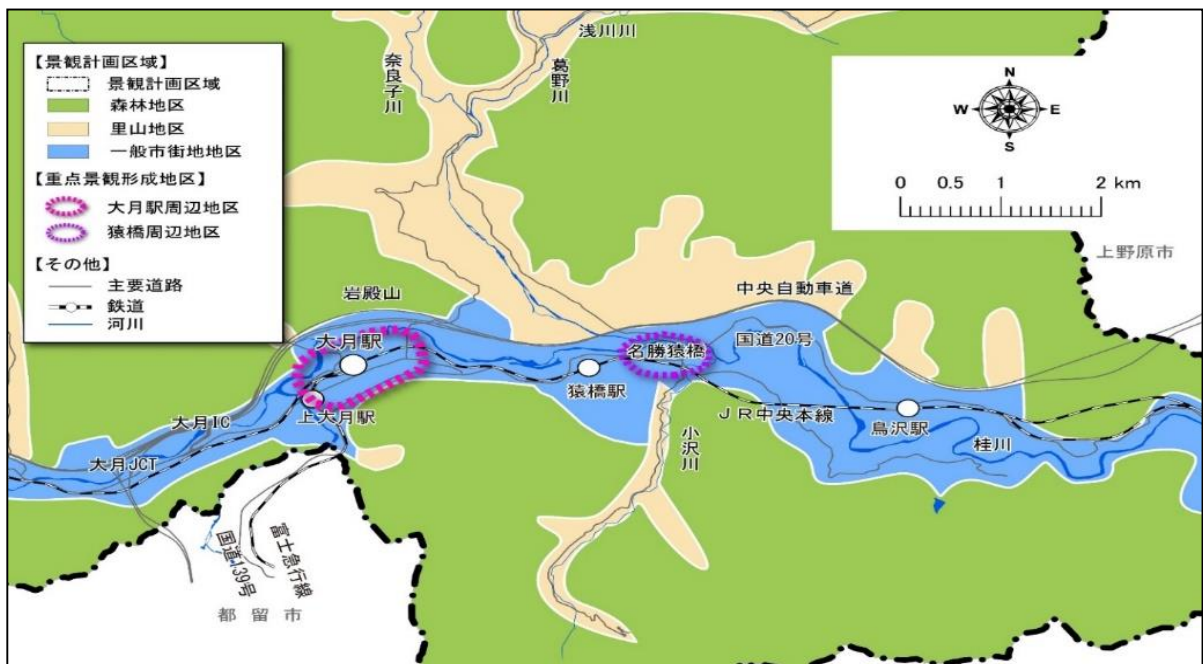 【景観計画区域】
景観計画区域
森林地区
里山地区
一般市街地地区
【重点景観形成地区】
大月駅周辺地区
猿橋周辺地区
【その他】
主要道路
鉄道
河川
奈良子川
葛野川
浅川川
N
W E
S
0 0.5 1 2 km
上野原市
岩殿山
中央自動車道
大月駅
名勝猿橋
国道20号
猿橋駅
上大月駅
大月IC
大月JCT
小沢川
JR中央本線
鳥沢駅
桂川
国道139号
富士急行線
都留市